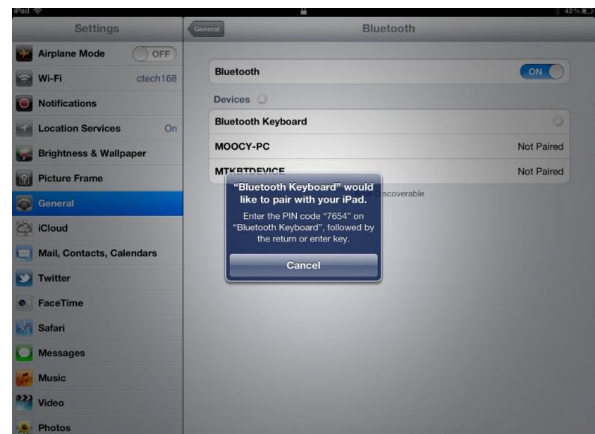 iPad
42%
Settings
General
Bluetooth
Airplane Mode
OFF
Wi-Fi
ctech168
Notifications
Location Services
On
Brightness & Wallpaper
Picture Frame
General
iCloud
Mail, Contacts, Calendars
Twitter
FaceTime
Safari
Messages
Music
Video
Photos
Bluetooth
ON
Devices
Bluetooth Keyboard
MOOCY-PC
Not Paired
MTKBTDEVICE
Not Paired
Discoverable
"Bluetooth Keyboard" would
like to pair with your iPad.
Enter the PIN code "7654" on
"Bluetooth Keyboard", followed by
the return or enter key.
Cancel